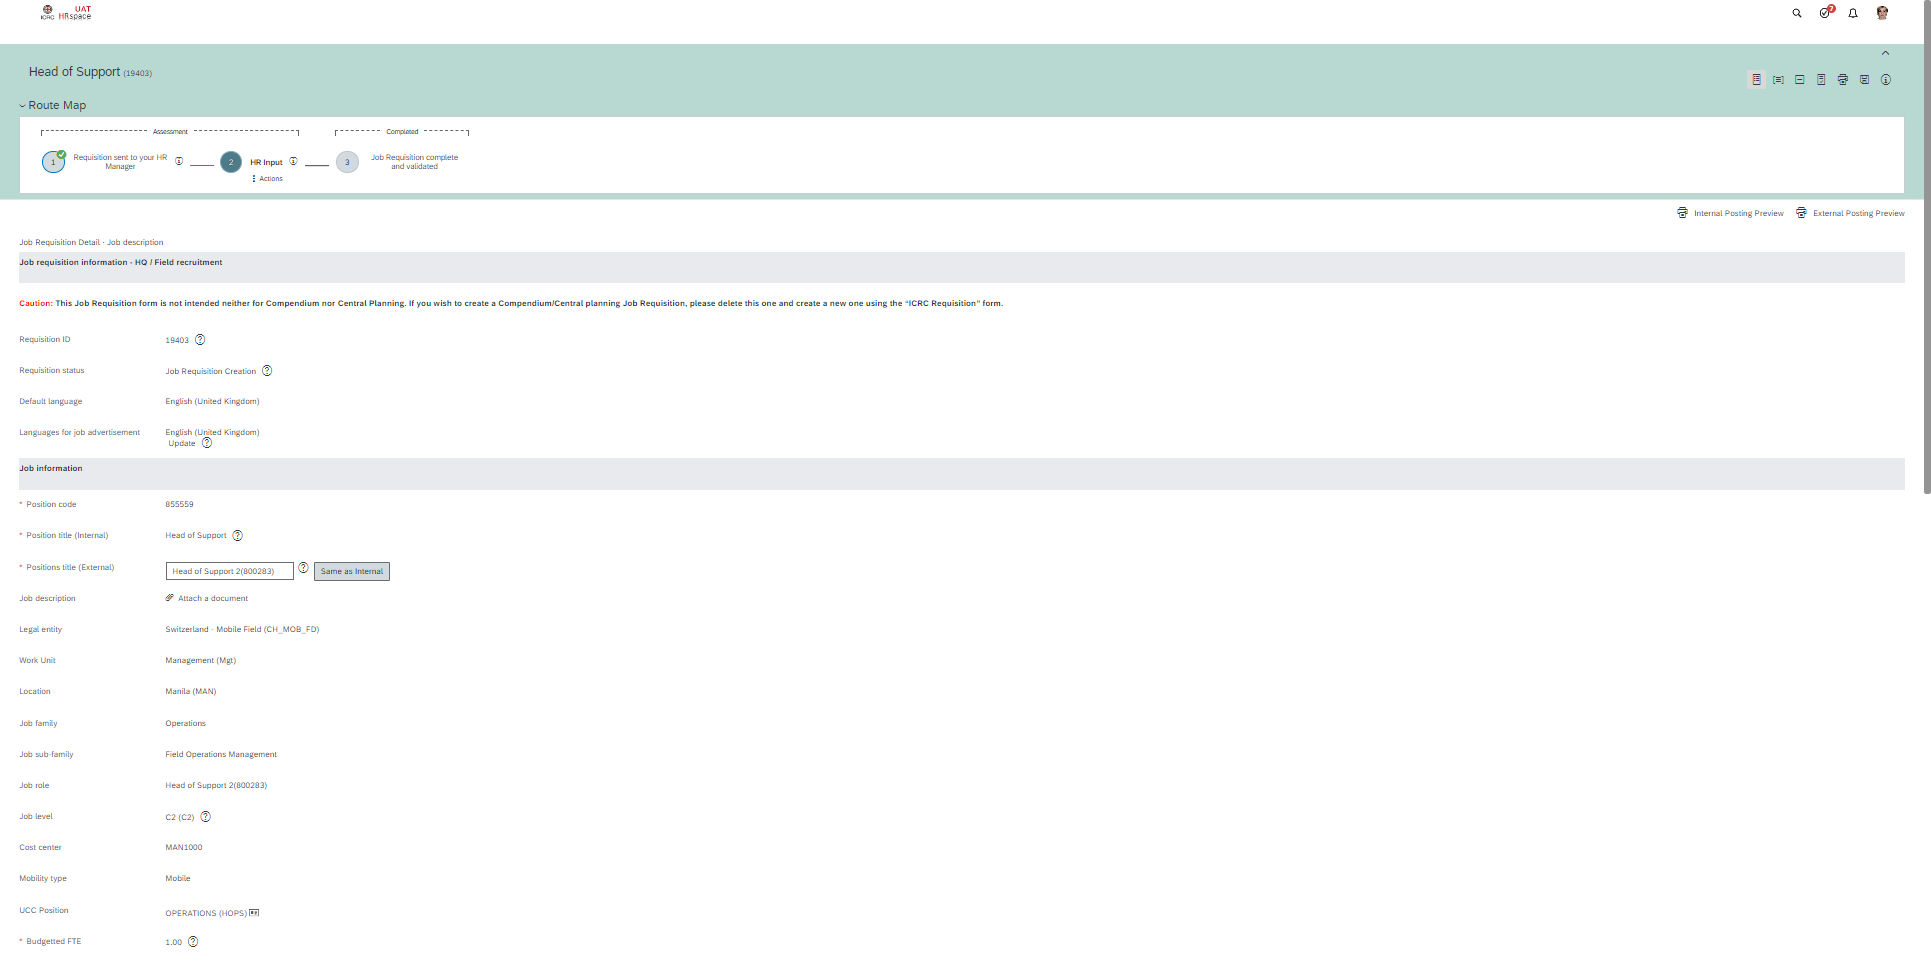 ICRC
UAT
HRspace
7
Head of Support (19403)
Route Map
Assessment
Completed
1
Requisition sent to your HR
Manager
2
HR Input
Actions
3
Job Requisition complete
and validated
Internal Posting Preview
External Posting Preview
Job Requisition Detail - Job description
Job requisition information - HQ / Field recruitment
Caution: This Job Requisition form is not intended neither for Compendium nor Central Planning. If you wish to create a Compendium/Central planning Job Requisition, please delete this one and create a new one using the "ICRC Requisition" form.
Requisition ID 19403
Requisition status Job Requisition Creation
Default language English (United Kingdom)
Languages for job advertisement English (United Kingdom)
Update
Job information
* Position code 855559
* Position title (Internal) Head of Support
* Positions title (External) Head of Support 2(800283) Same as Internal
Job description Attach a document
Legal entity Switzerland - Mobile Field (CH_MOB_FD)
Work Unit Management (Mgt)
Location Manila (MAN)
Job family Operations
Job sub-family Field Operations Management
Job role Head of Support 2(800283)
Job level C2 (C2)
Cost center MAN1000
Mobility type Mobile
UCC Position OPERATIONS (HOPS)
* Budgetted FTE 1.00